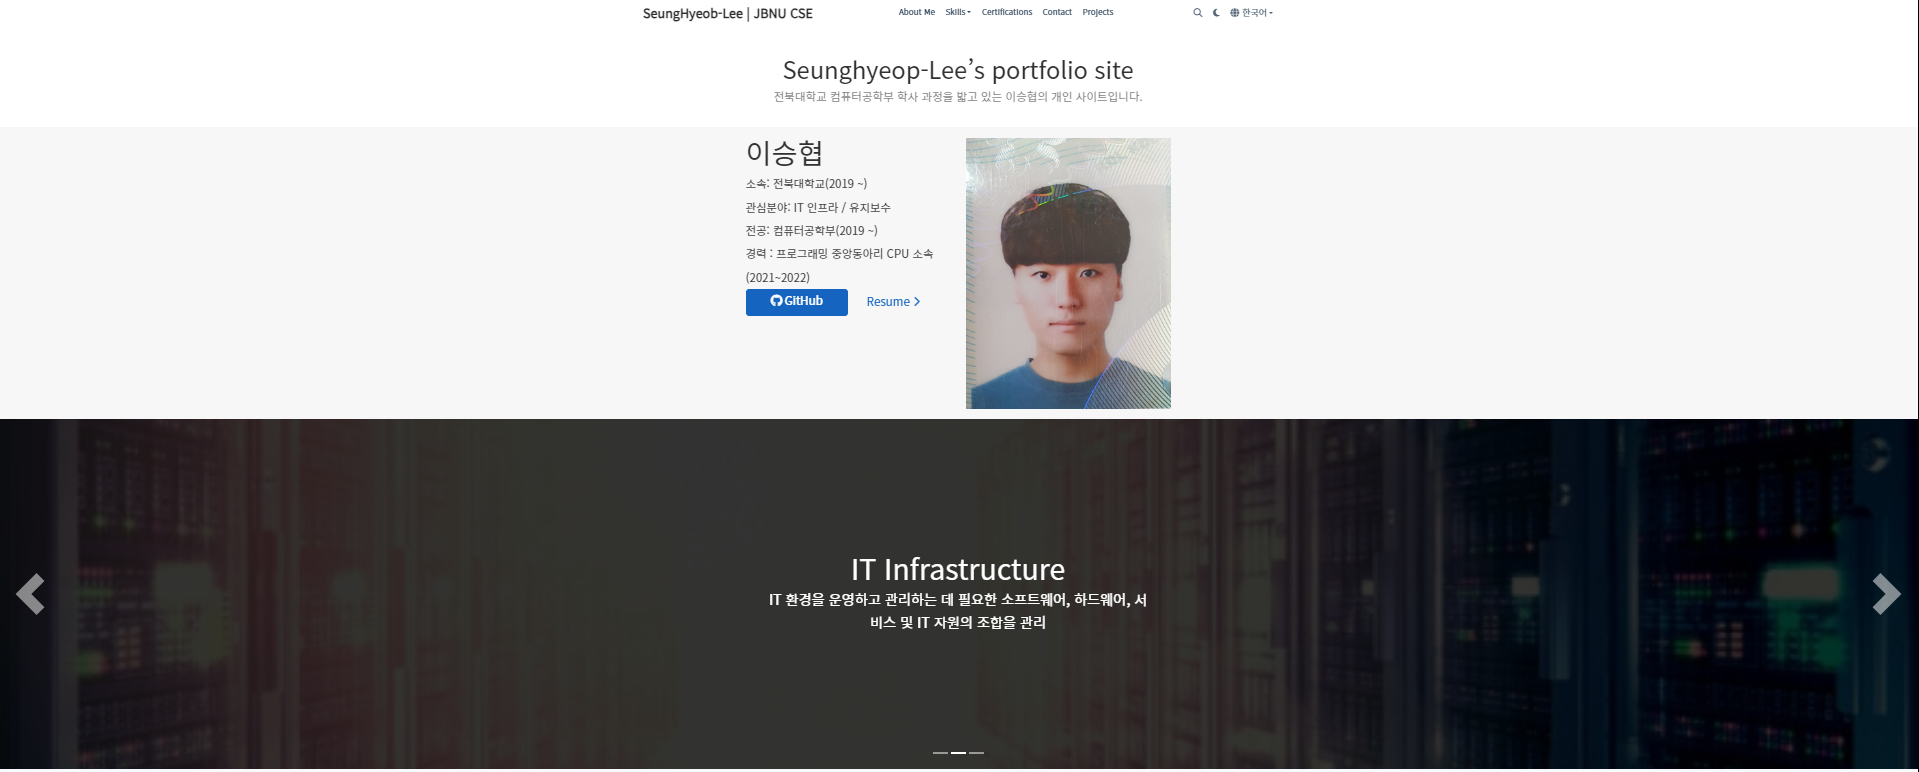 SeungHyeob-Lee | JBNU CSE
About Me
Skills
Certifications
Contact
Projects
한국어
Seunghyeop-Lee’s portfolio site
전북대학교 컴퓨터공학부 학사 과정을 밟고 있는 이승협의 개인 사이트입니다.
이승협
소속: 전북대학교(2019 ~)
관심분야: IT 인프라 / 유지보수
전공: 컴퓨터공학부(2019 ~)
경력 : 프로그래밍 중앙동아리 CPU 소속
(2021~2022)
GitHub
Resume
IT Infrastructure
IT 환경을 운영하고 관리하는 데 필요한 소프트웨어, 하드웨어, 서
비스 및 IT 자원의 조합을 관리